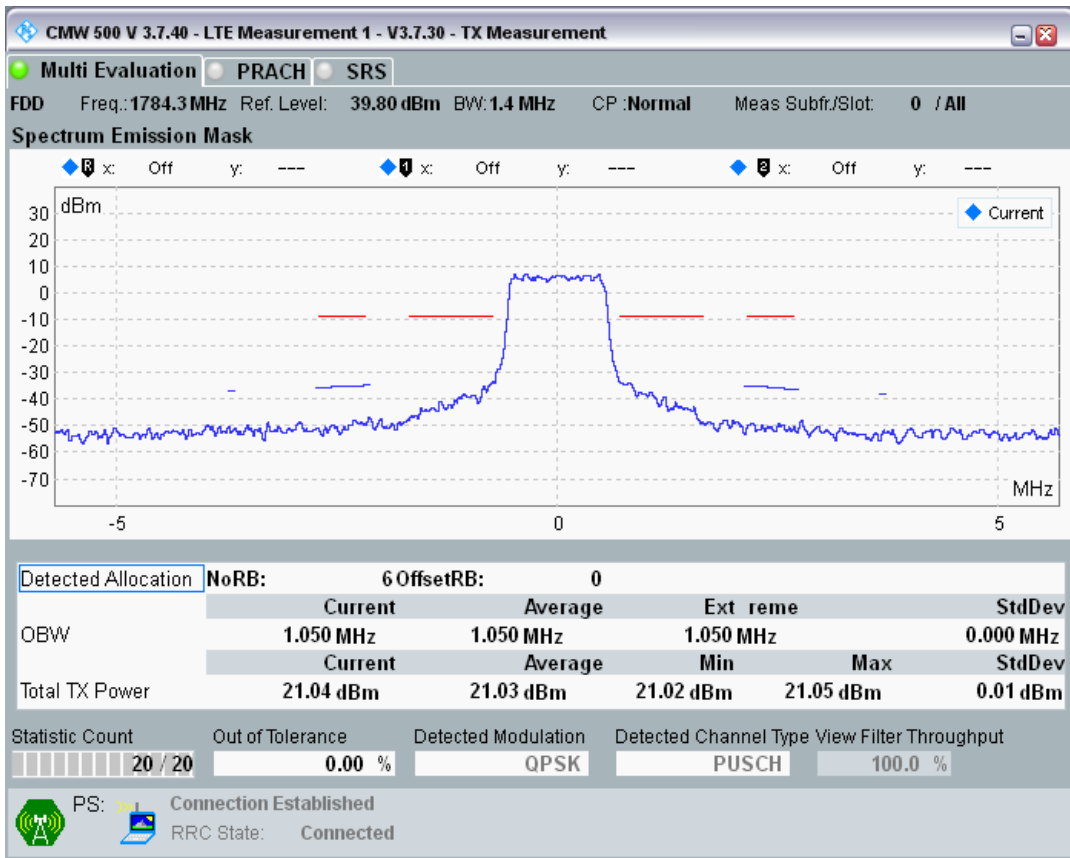 CMW 500 V 3.7.40 - LTE Measurement 1 - V3.7.30 - TX Measurement
Multi Evaluation PRACH SRS
FDD Freq.:1784.3 MHz Ref. Level: 39.80 dBm BW:1.4 MHz CP :Normal Meas Subfr./Slot: 0 / All
Spectrum Emission Mask
R x: Off y: --- 1 x: Off y: --- 2 x: Off y: ---
dBm
Current
30
20
10
0
-10
-20
-30
-40
-50
-60
-70
MHz
-5 0 5
Detected Allocation NoRB: 6 OffsetRB: 0
Current Average Ext reme StdDev
OBW 1.050 MHz 1.050 MHz 1.050 MHz 0.000 MHz
Current Average Min Max StdDev
Total TX Power 21.04 dBm 21.03 dBm 21.02 dBm 21.05 dBm 0.01 dBm
Statistic Count Out of Tolerance Detected Modulation Detected Channel Type View Filter Throughput
20 / 20 0.00 % QPSK PUSCH 100.0 %
PS: Connection Established
RRC State: Connected